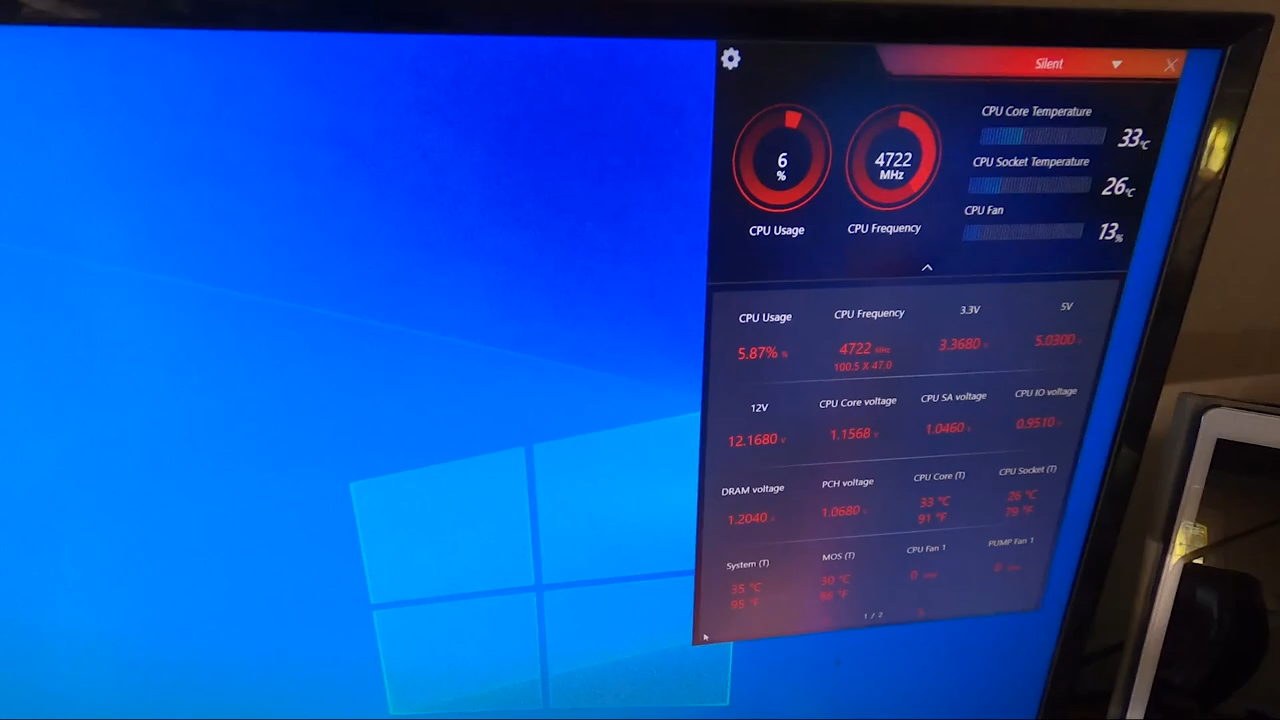 Silent
6
%
CPU Usage
4722
MHz
CPU Frequency
CPU Core Temperature
33°C
CPU Socket Temperature
26°C
CPU Fan
13%
CPU Usage
CPU Frequency
3.3V
5V
5.87% %
4722 MHz
100.5 X 47.0
3.3680 V
5.0300
12V
CPU Core voltage
CPU SA voltage
CPU IO voltage
12.1680 V
1.1568 V
1.0460 V
0.9510
DRAM voltage
PCH voltage
CPU Core (T)
CPU Socket (T)
1.2040
1.0680
33 °C
91 °F
26 °C
79 °F
System (T)
MOS (T)
CPU Fan 1
PUMP Fan 1
35 °C
95 °F
30 °C
86 °F
0
0
1 / 2